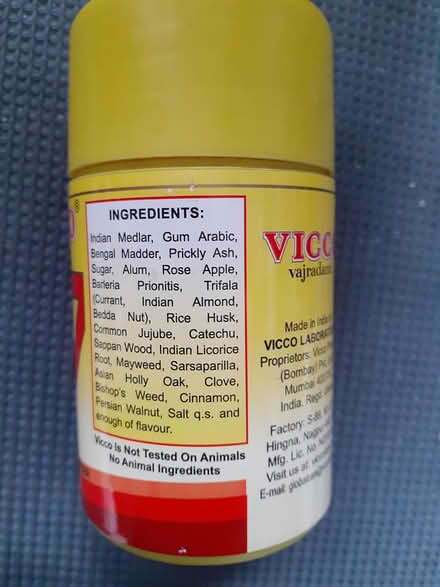 INGREDIENTS:
Indian Medlar, Gum Arabic,
Bengal Madder, Prickly Ash,
Sugar, Alum, Rose Apple,
Barleria Prionitis, Trifala
(Currant, Indian Almond,
Bedda Nut), Rice Husk,
Common Jujube, Catechu,
Sappan Wood, Indian Licorice
Root, Mayweed, Sarsaparilla,
Asian Holly Oak, Clove,
Bishop's Weed, Cinnamon,
Persian Walnut, Salt q.s. and
enough of flavour.
Vicco Is Not Tested On Animals
No Animal Ingredients
VICCO
Made in India
VICCO
Proprietors:
(Bombay)
Mumbai
India. Regd.
Factory:
Hingna,
Mfg. Lic. No.
Visit us at:
E-mail: